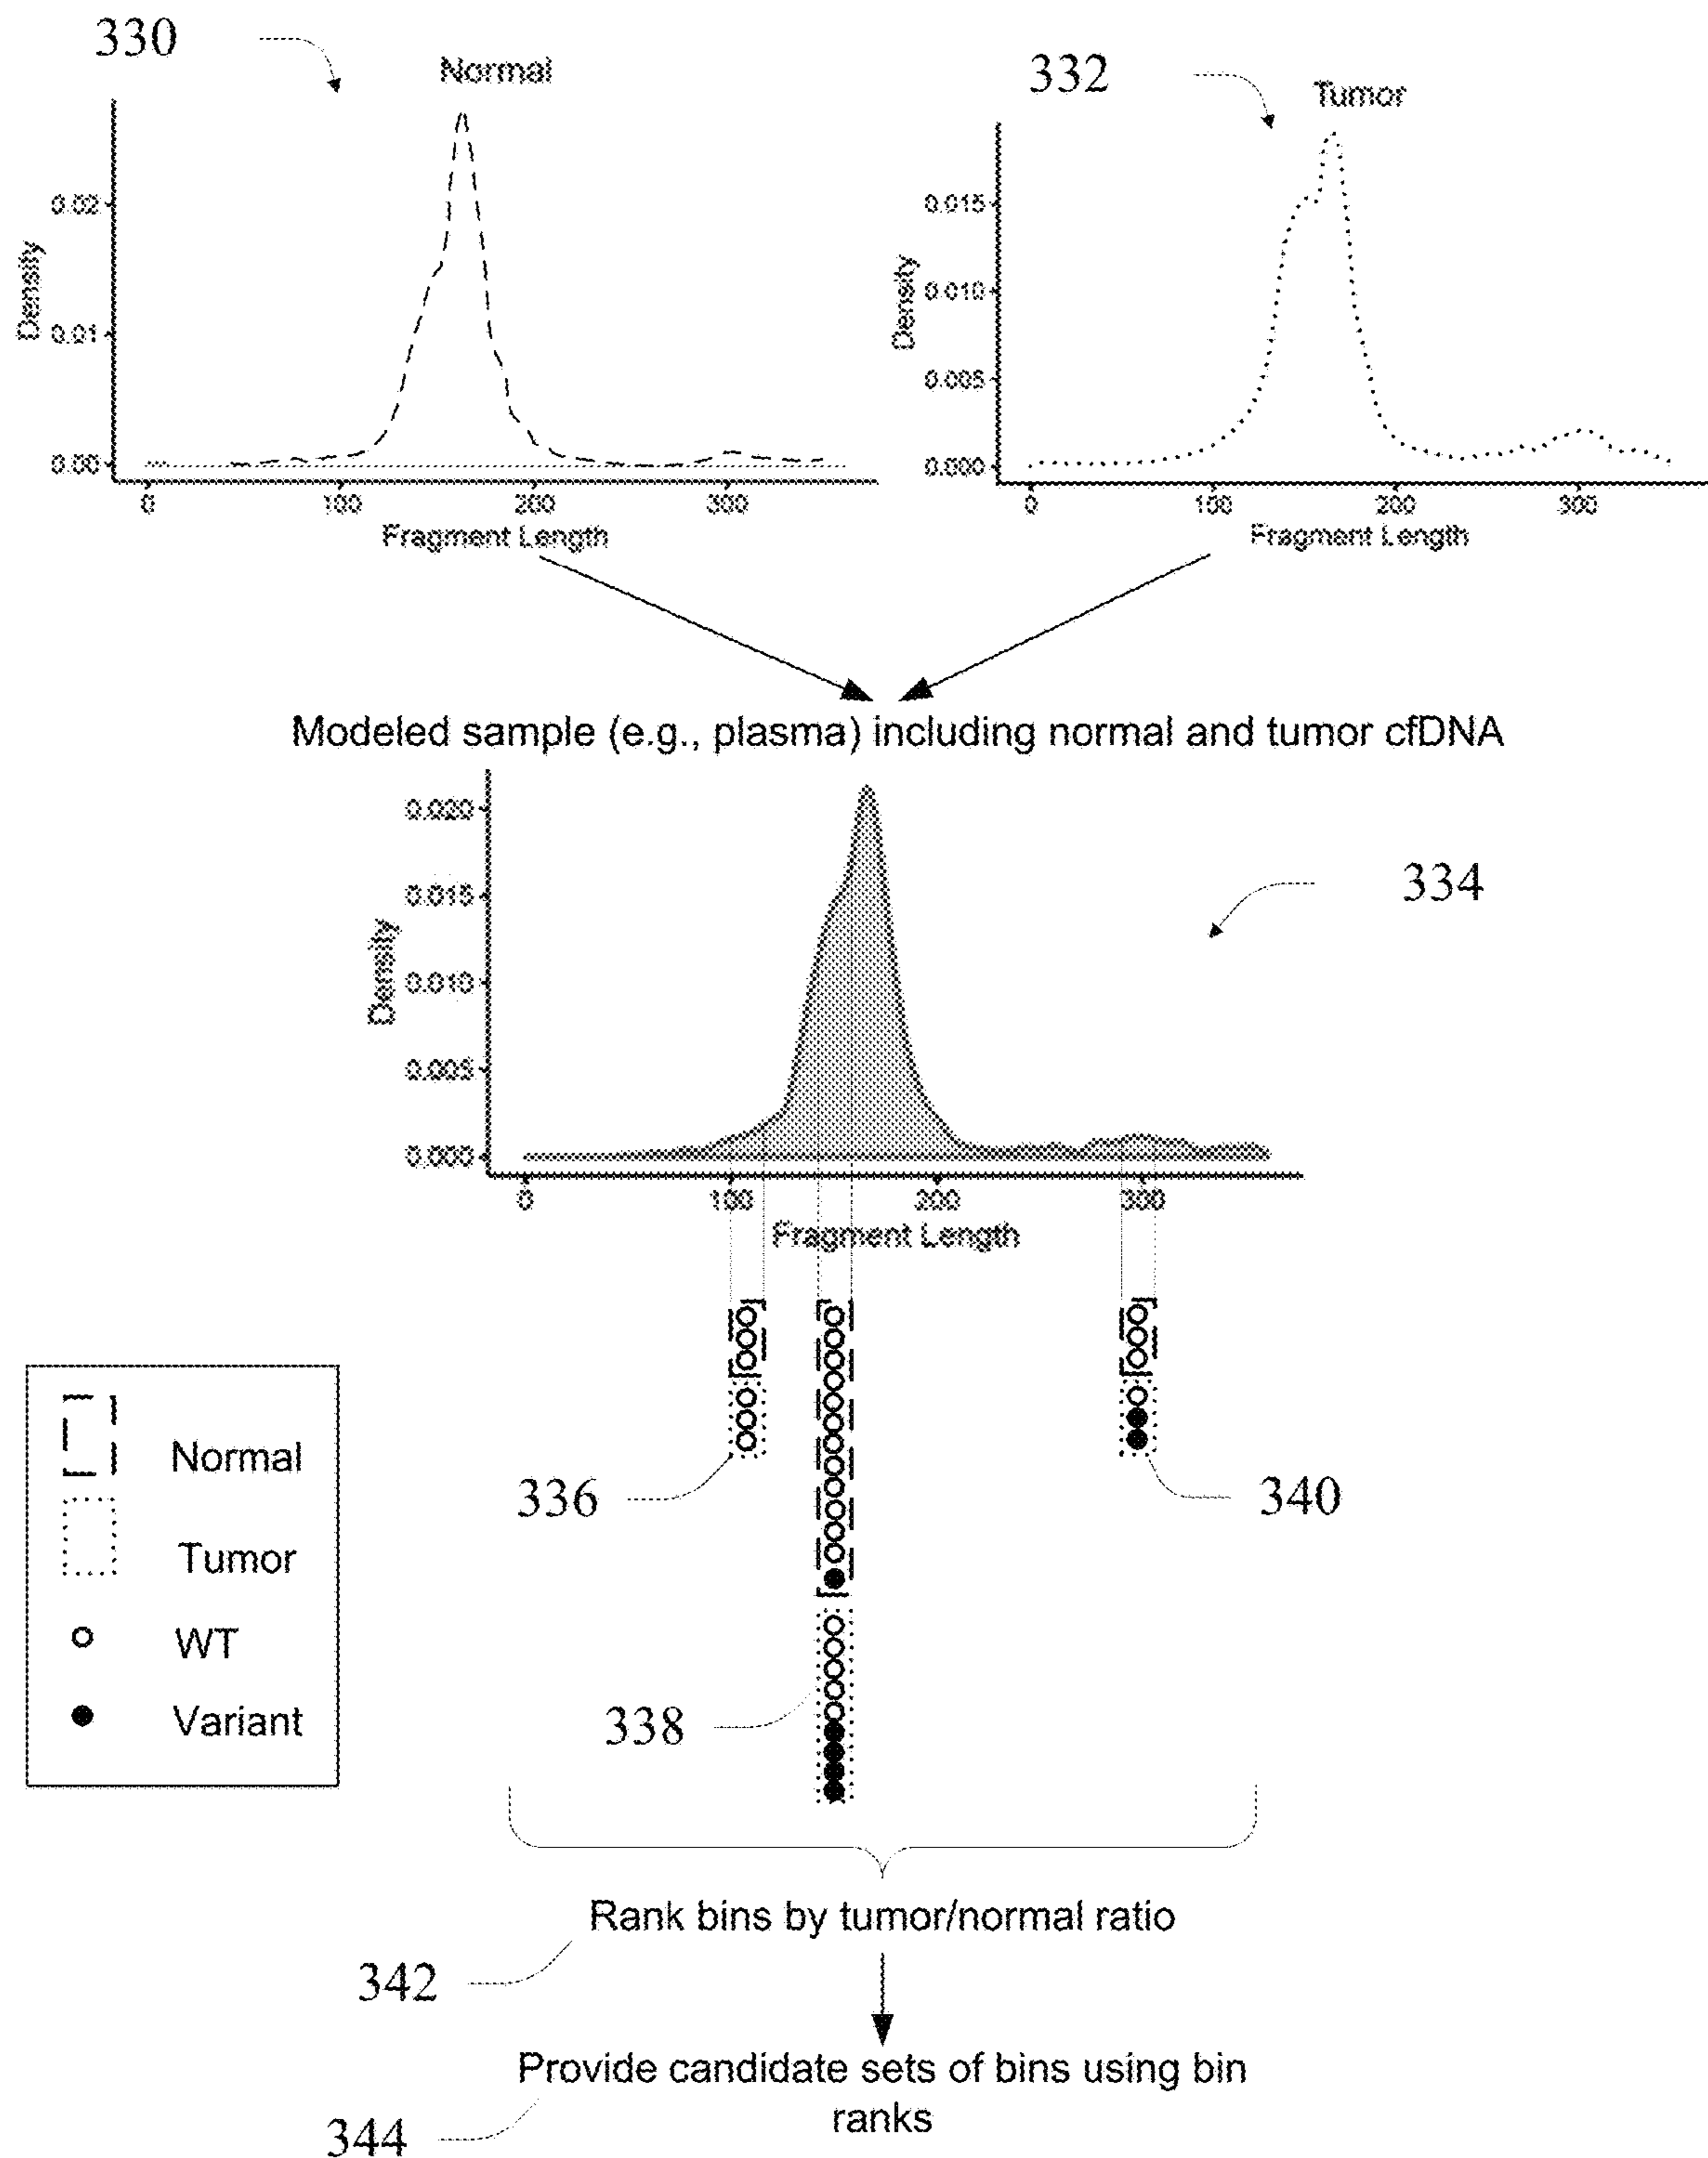 330
Normal
332
Tumor
0.02
0.01
0.00
Density
0
100
200
300
Fragment Length
0.015
0.010
0.005
0.000
Density
0
100
200
300
Fragment Length
Modeled sample (e.g., plasma) including normal and tumor cfDNA
0.020
0.015
0.010
0.005
0.000
Density
334
0
100
200
300
Fragment Length
Normal
Tumor
WT
Variant
336
340
338
Rank bins by tumor/normal ratio
342
Provide candidate sets of bins using bin
ranks
344